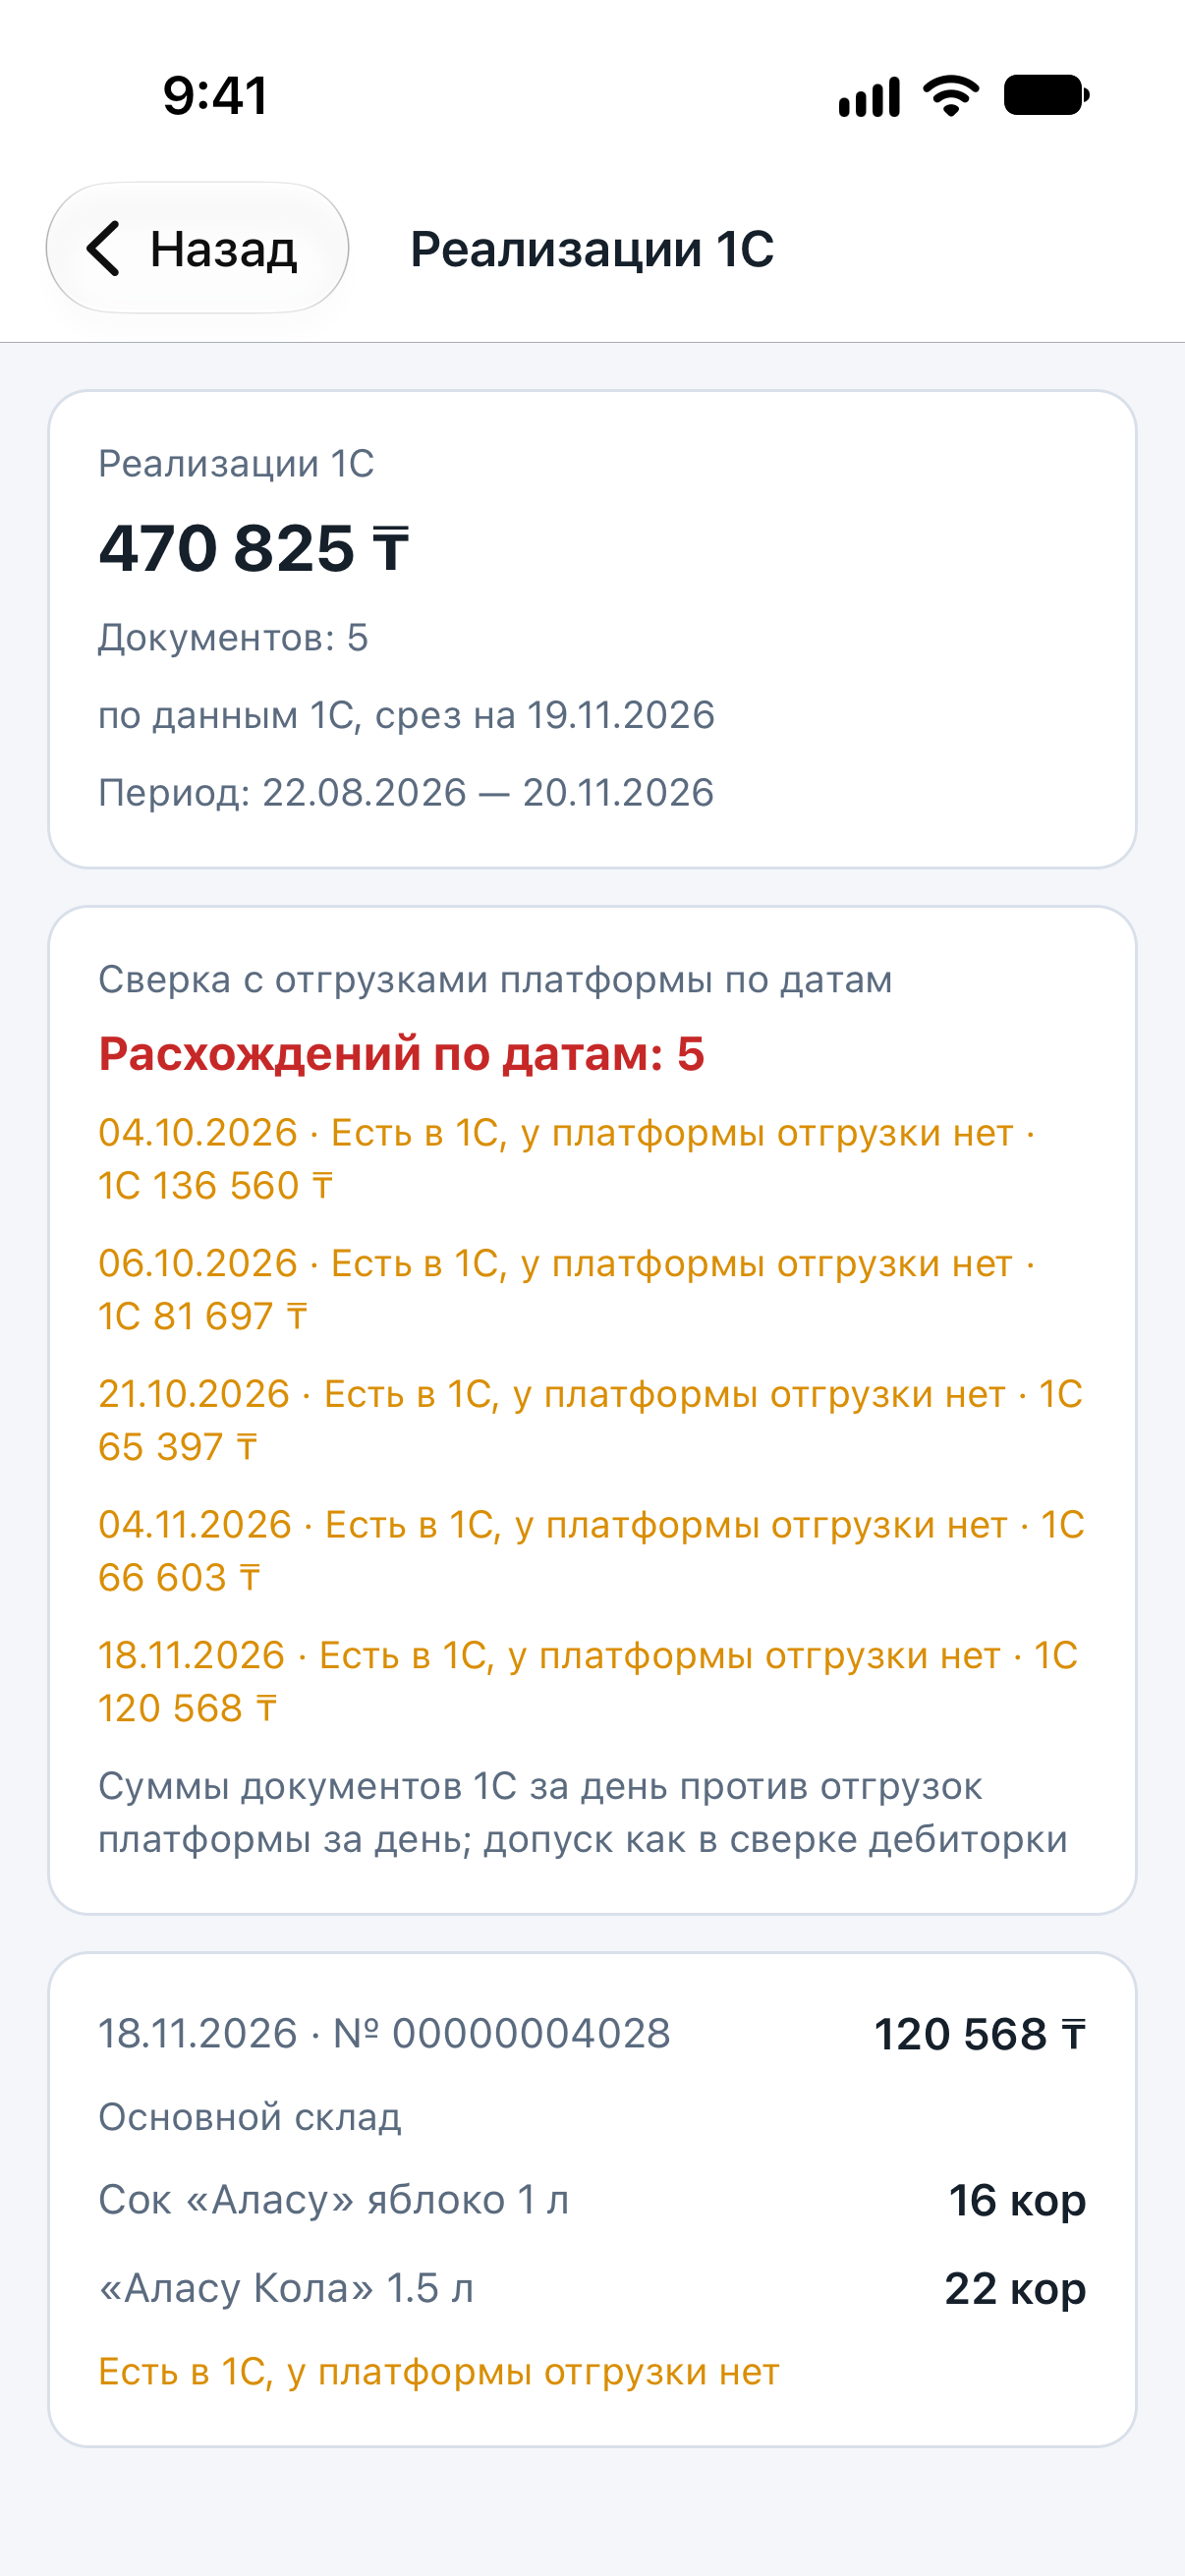 9:41
Назад
Реализации 1С
Реализации 1С
470 825 ₸
Документов: 5
по данным 1С, срез на 19.11.2026
Период: 22.08.2026 — 20.11.2026
Сверка с отгрузками платформы по датам
Расхождений по датам: 5
04.10.2026 · Есть в 1С, у платформы отгрузки нет ·
1С 136 560 ₸
06.10.2026 · Есть в 1С, у платформы отгрузки нет ·
1С 81 697 ₸
21.10.2026 · Есть в 1С, у платформы отгрузки нет · 1С
65 397 ₸
04.11.2026 · Есть в 1С, у платформы отгрузки нет · 1С
66 603 ₸
18.11.2026 · Есть в 1С, у платформы отгрузки нет · 1С
120 568 ₸
Суммы документов 1С за день против отгрузок
платформы за день; допуск как в сверке дебиторки
18.11.2026 · № 00000004028 120 568 ₸
Основной склад
Сок «Аласу» яблоко 1 л 16 кор
«Аласу Кола» 1.5 л 22 кор
Есть в 1С, у платформы отгрузки нет